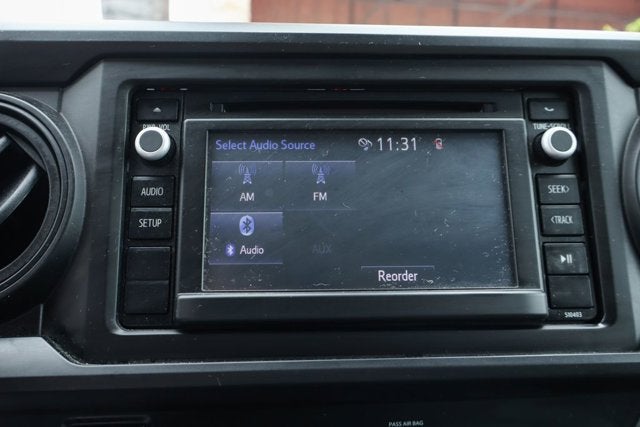 PWR·VOL
TUNE·SCROLL
Select Audio Source
11:31
AM
FM
AUDIO
SETUP
SEEK>
<TRACK
Audio
AUX
Reorder
510403
PASS AIR BAG